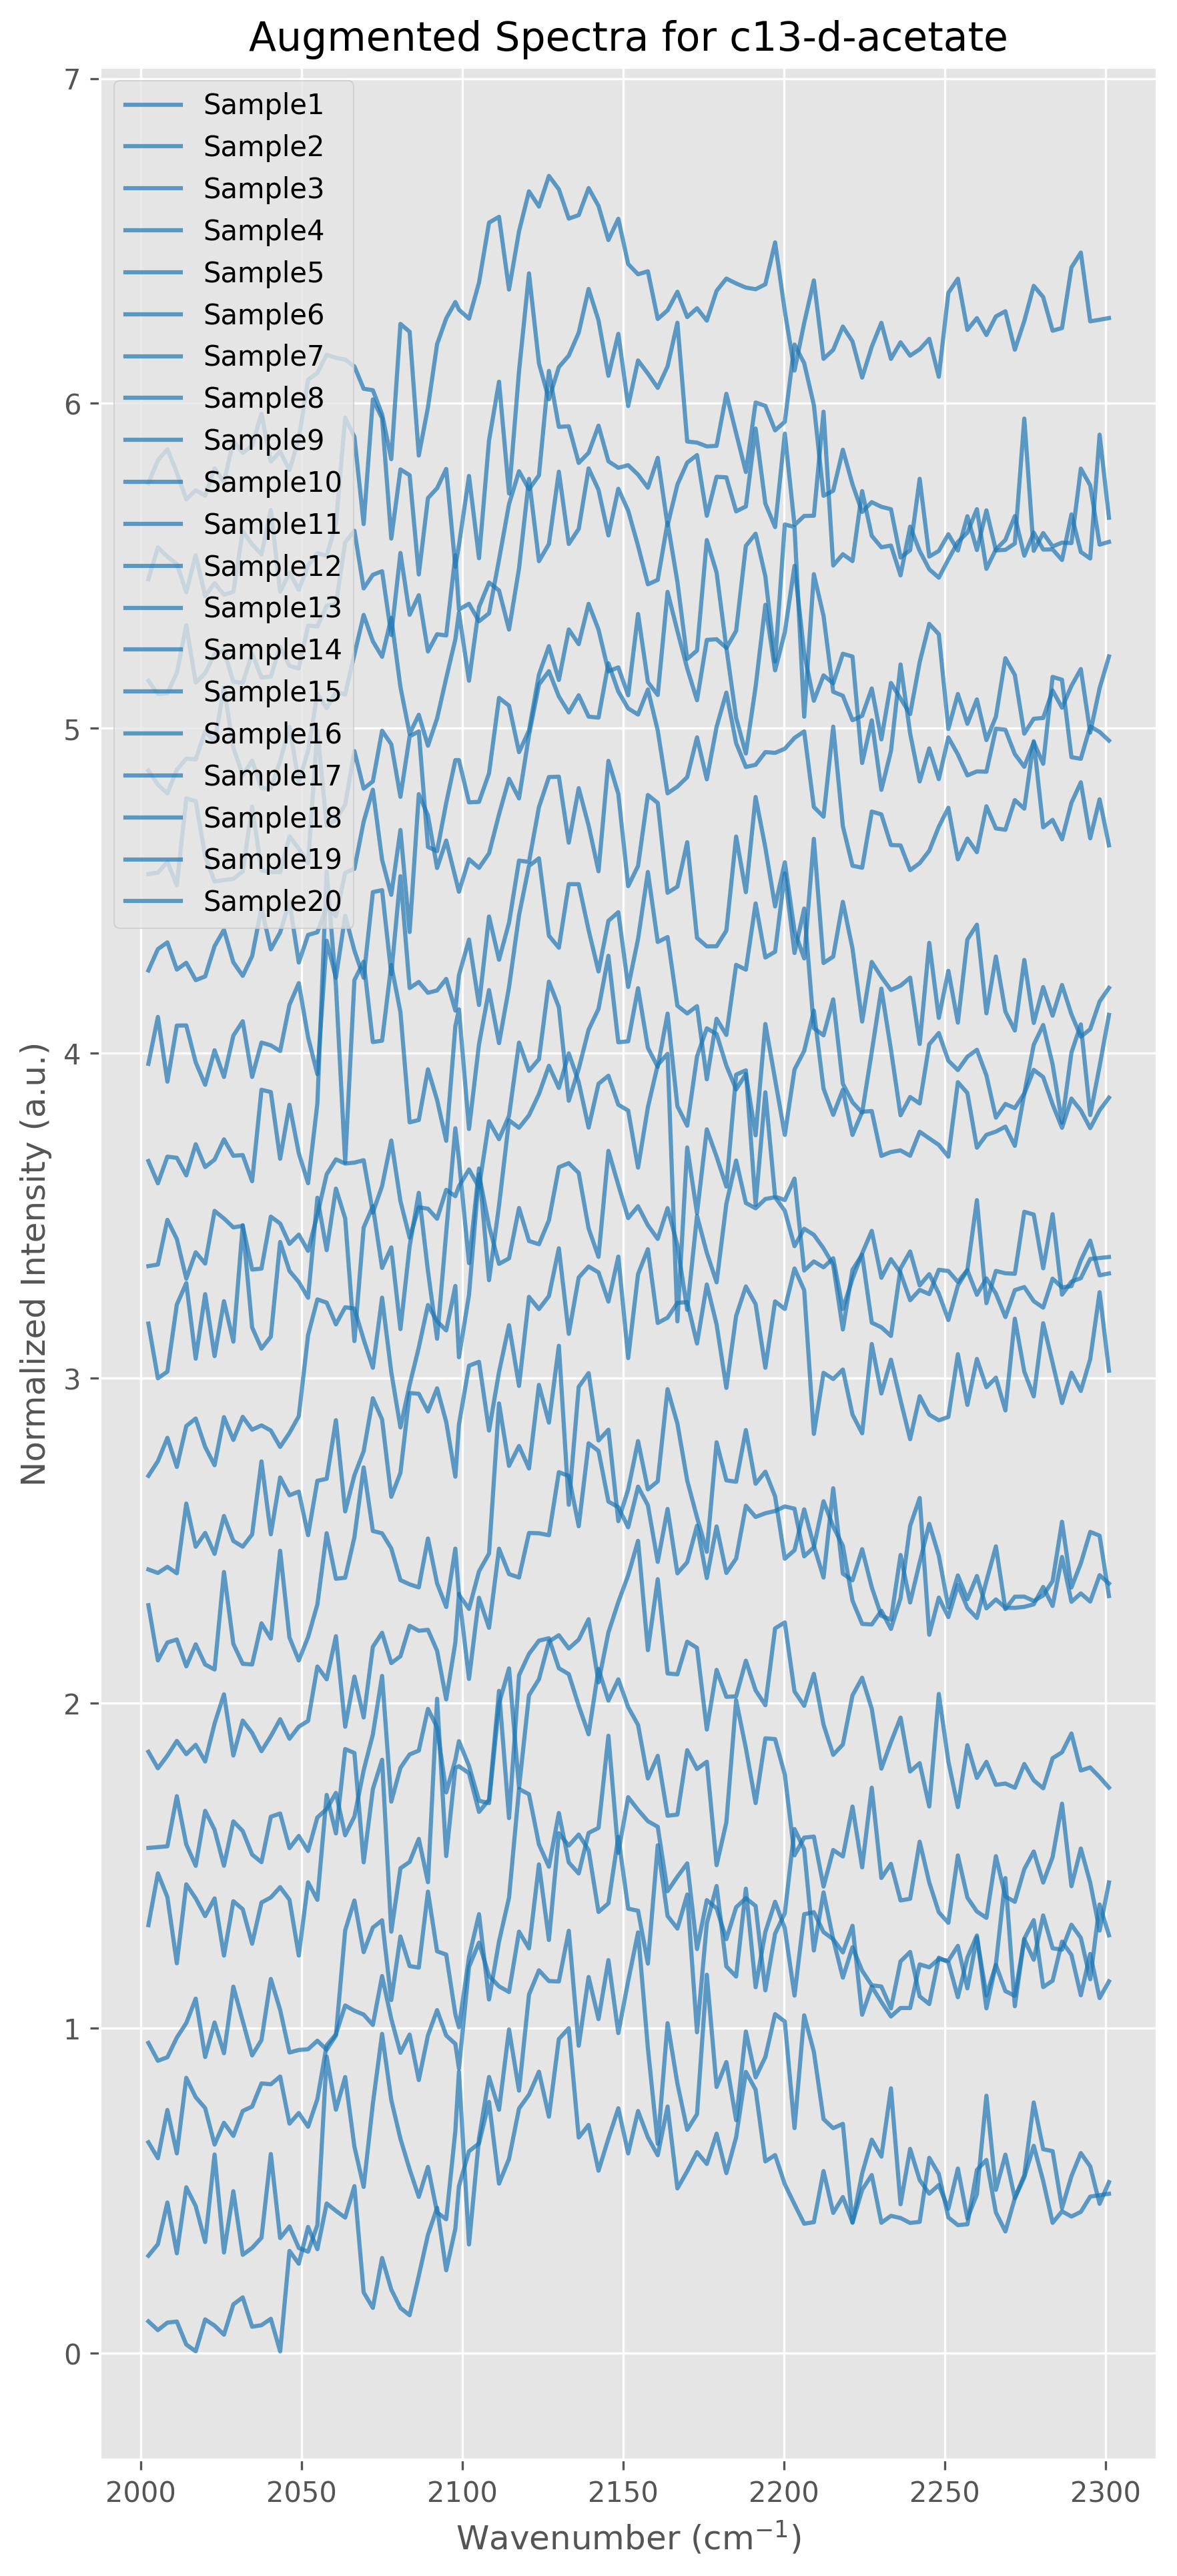 Augmented Spectra for c13-d-acetate
7
Sample1
Sample2
Sample3
Sample4
Sample5
Sample6
Sample7
Sample8
Sample9
Sample10
Sample11
Sample12
Sample13
Sample14
Sample15
Sample16
Sample17
Sample18
Sample19
Sample20
6
5
4
3
2
1
0
Normalized Intensity (a.u.)
2000 2050 2100 2150 2200 2250 2300
Wavenumber (cm⁻¹)